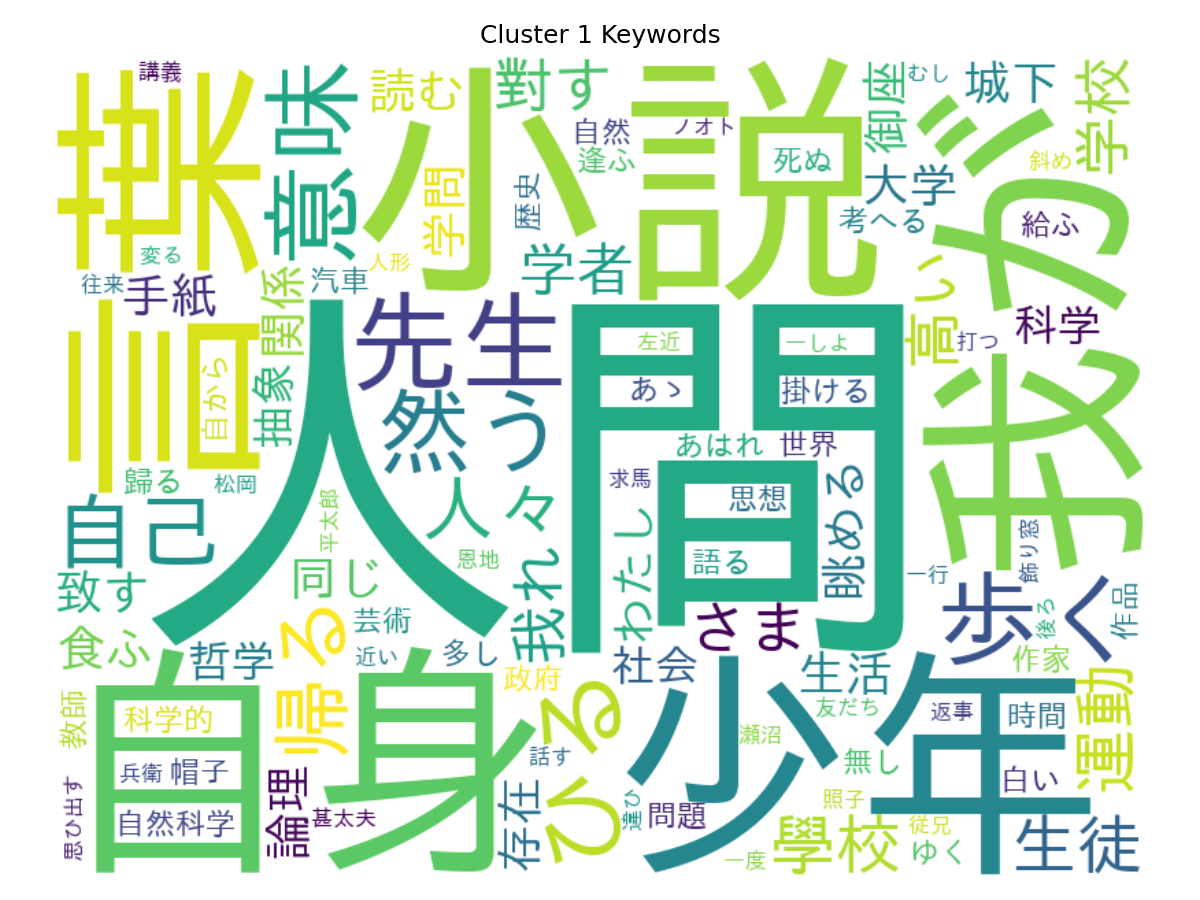 Cluster 1 Keywords
講義
言葉
意味
読む
小説
對す
自然
ノオト
逢ふ
死ぬ
御座
むし
城下
学校
大学
斜め
考へる
給ふ
我が
学問
歴史
学者
人形
汽車
変る
往来
手紙
関係
先生
高い
打つ
科学
左近
一しよ
あゝ
掛ける
自から
抽象
然う
人間
あはれ
世界
歸る
松岡
平太郎
人々
求馬
思想
眺める
自己
恩地
語る
一行
飾り窓
致す
同じ
我れ
わたし
さま
歩く
後ろ
作品
食ふ
哲学
帰る
芸術
近い
多し
政府
社会
生活
作家
運動
教師
科学的
自身
ひる
少年
友だち
返事
時間
兵衛
帽子
話す
瀬沼
無し
白い
思ひ出す
自然科学
論理
甚太夫
存在
違ひ
問題
照子
従兄
一度
學校
ゆく
生徒